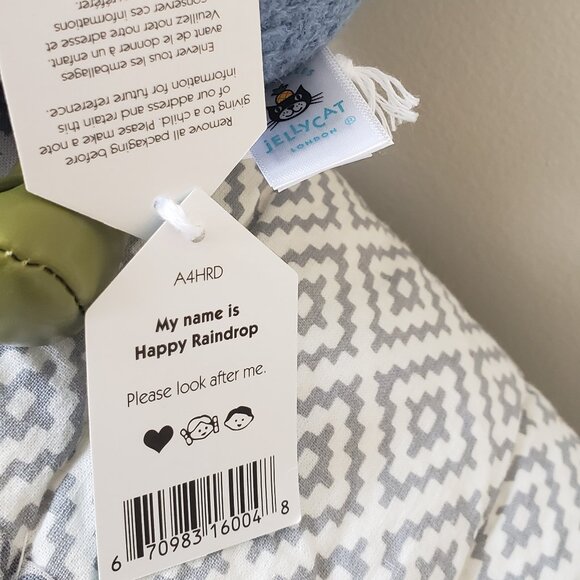 Remove all packaging before
giving to a child. Please make a note
of our address and retain this
information for future reference.
Enlever tous les emballages
avant de le donner à un enfant.
Veuillez noter notre adresse et
conserver ces informations
JELLYCAT ®
LONDON
A4HRD
My name is
Happy Raindrop
Please look after me.
6 70983 16004 8